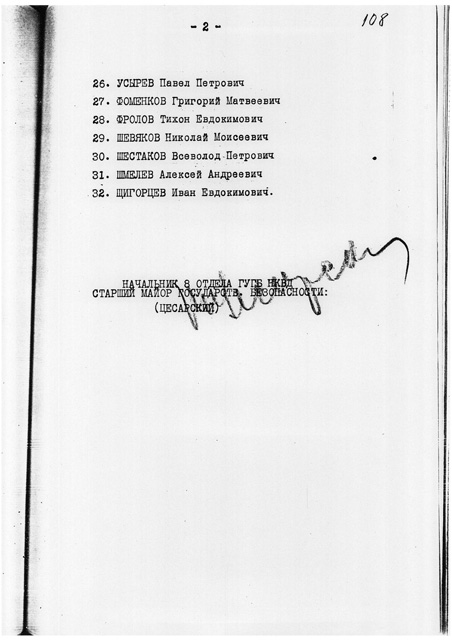 - 2 -
108
26. УСЫРЕВ Павел Петрович
27. ФОМЕНКОВ Григорий Матвеевич
28. ФРОЛОВ Тихон Евдокимович
29. ШЕВЯКОВ Николай Моисеевич
30. ШЕСТАКОВ Всеволод Петрович
31. ШМЕЛЕВ Алексей Андреевич
32. ЩИГОРЦЕВ Иван Евдокимович.
НАЧАЛЬНИК 8 ОТДЕЛА ГУГБ НКВД
СТАРШИЙ МАЙОР ГОСУДАРСТВ. БЕЗОПАСНОСТИ:
(ЦЕСАРСКИЙ)